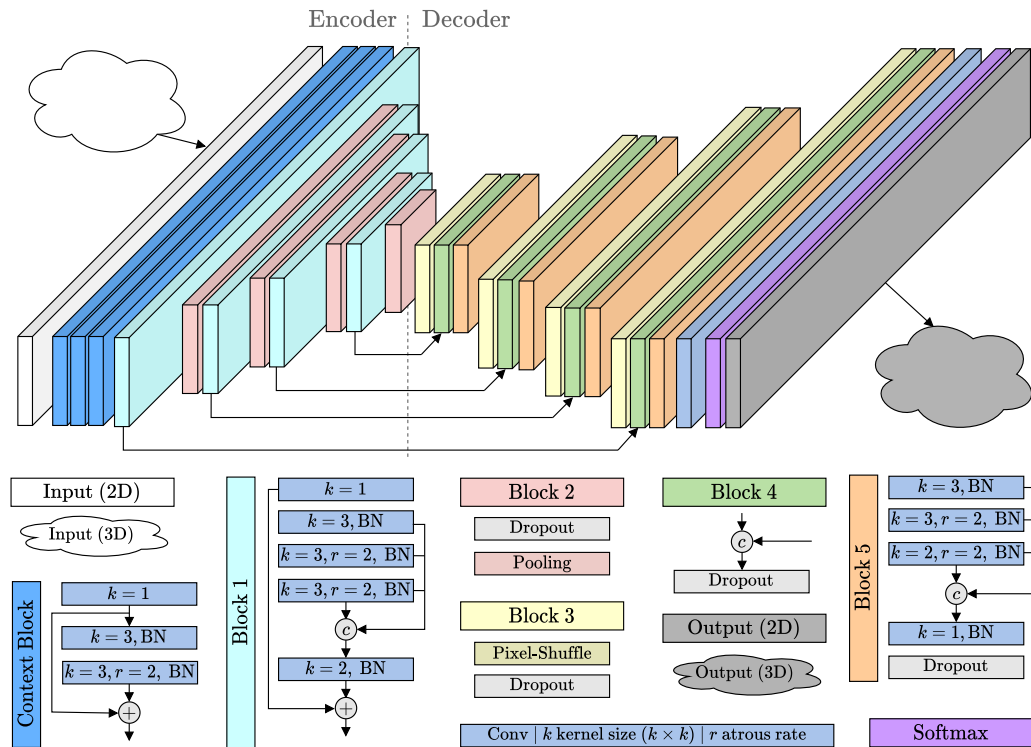 Encoder
Decoder
Input (2D)
Input (3D)
Context Block
k = 1
k = 3, BN
k = 3, r = 2, BN
+
Block 1
k = 1
k = 3, BN
k = 3, r = 2, BN
k = 3, r = 2, BN
c
k = 2, BN
+
Block 2
Dropout
Pooling
Block 3
Pixel-Shuffle
Dropout
Block 4
c
Dropout
Output (2D)
Output (3D)
Block 5
k = 3, BN
k = 3, r = 2, BN
k = 2, r = 2, BN
c
k = 1, BN
Dropout
Conv | k kernel size (k × k) | r atrous rate
Softmax